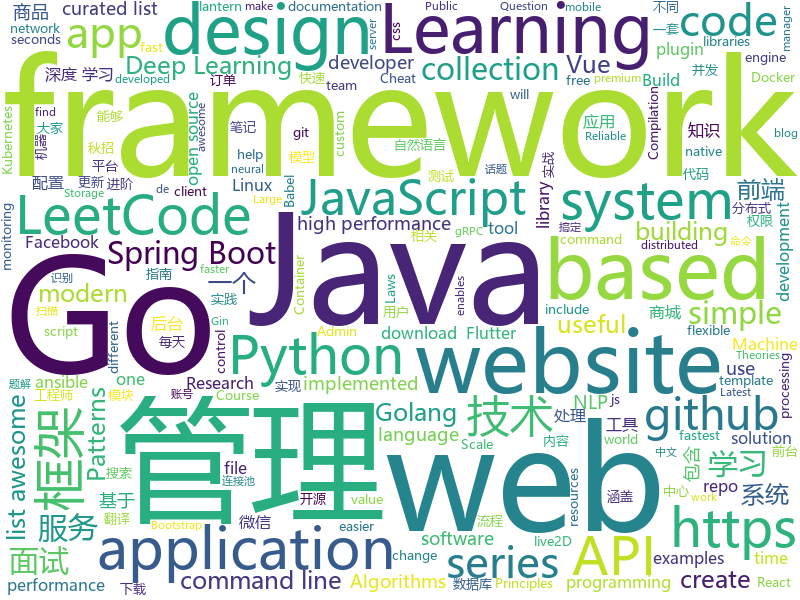 商品 curated list
network
seconds
app
深度 学习
Deep Learning
lantern make documentation Public mobile
css
fast server
design
Learning
code
不同 一套 manager
libraries
developer
collection
Vue
plugin
engine
developed team Cheat
订单 快速
Build free premium 并发
Docker
framework
Kubernetes
find
awesome
大家
能够 秋招
机器
笔记
open source
git
模型
neural
custom
自然语言
测试 话题
will
应用
Reliable
native
实战
Compilation
知识
代码
blog
平台
配置 更新 进阶
de client
help
Linux
Storage
Babel
Large
LeetCode
JavaScript
system
library
前端
分布式
权限
monitoring
Facebook
Spring Boot
high performance
tool
相关 gRPC
building
command 搞定
distributed 命令
development
modern
指南
一个
Container
Laws
用户
faster
enables
simple
include
商城
识别
script
扫描
different
后台
每天
实践
control
Go
Java
based
Gin
Admin
download Flutter
useful
flexible
Machine
Theories
Latest
ansible
one
Research
implemented
Course
use
template
processing
题解
工程师
模块
账号
实现
js
Python
website
Patterns
管理
Golang
language
Scale
NLP
处理
内容
技术
工具
world
github
fastest
solution
中文
前台
list awesome
框架
file
基于
搜索
翻译
连接池
value
包含
学习
repo
系统
中心 work
服务
微信
Bootstrap
开源 流程
easier
live2D
software
resources
涵盖
web
https
面试
application
series
API
examples time
performance
下载
command line
change
Algorithms
数据库 Principles
programming
create
React
Question